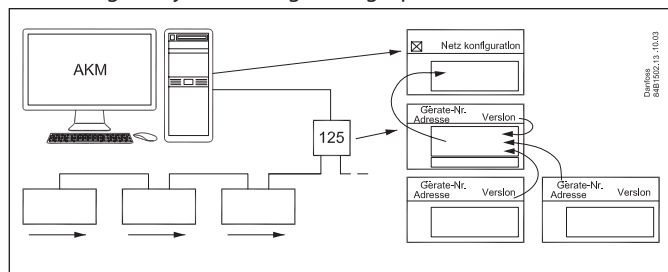 AKM
125
Netz konfiguration
Geräte-Nr.
Adresse Version
Geräte-Nr.
Adresse Version
Geräte-Nr.
Adresse Version
Danfoss
84B1502.13 .10.03